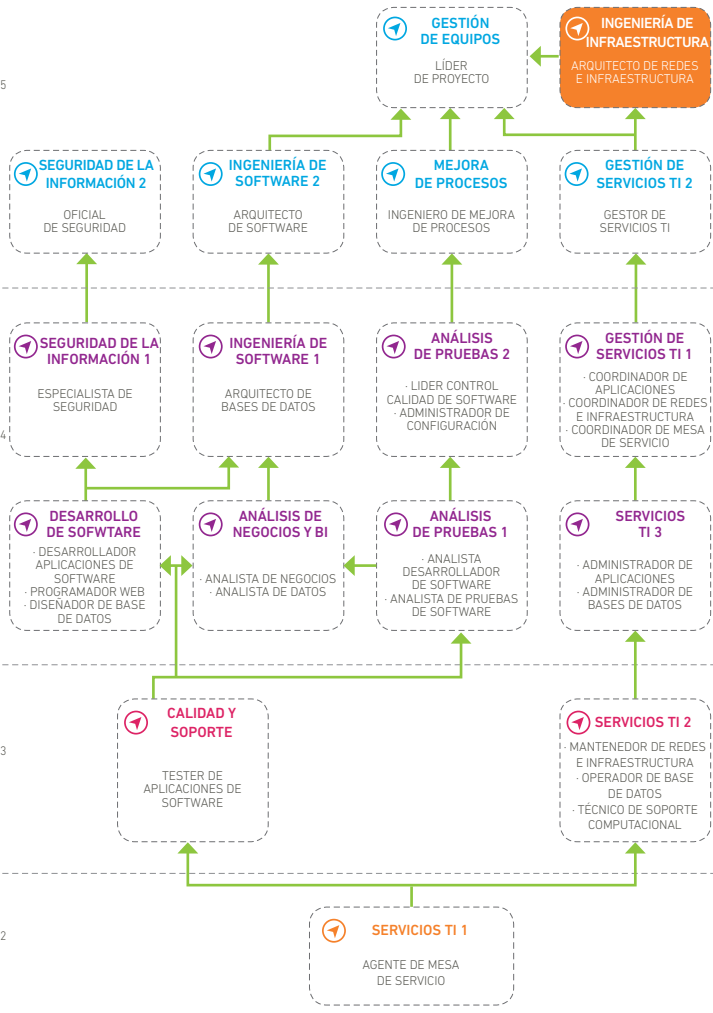 GESTIÓN
DE EQUIPOS
LÍDER
DE PROYECTO
INGENIERÍA DE
INFRAESTRUCTURA
ARQUITECTO DE REDES
E INFRAESTRUCTURA
5
SEGURIDAD DE LA
INFORMACIÓN 2
OFICIAL
DE SEGURIDAD
INGENIERÍA DE
SOFTWARE 2
ARQUITECTO
DE SOFTWARE
MEJORA
DE PROCESOS
INGENIERO DE MEJORA
DE PROCESOS
GESTIÓN DE
SERVICIOS TI 2
GESTOR DE
SERVICIOS TI
SEGURIDAD DE LA
INFORMACIÓN 1
ESPECIALISTA DE
SEGURIDAD
INGENIERÍA DE
SOFTWARE 1
ARQUITECTO DE
BASES DE DATOS
ANÁLISIS
DE PRUEBAS 2
· LIDER CONTROL
CALIDAD DE SOFTWARE
· ADMINISTRADOR DE
CONFIGURACIÓN
GESTIÓN DE
SERVICIOS TI 1
· COORDINADOR DE
APLICACIONES
· COORDINADOR DE REDES
E INFRAESTRUCTURA
· COORDINADOR DE MESA
DE SERVICIO
4
DESARROLLO
DE SOFWTARE
· DESARROLLADOR
APLICACIONES DE
SOFTWARE
· PROGRAMADOR WEB
· DISEÑADOR DE BASE
DE DATOS
ANÁLISIS DE
NEGOCIOS Y BI
· ANALISTA DE NEGOCIOS
· ANALISTA DE DATOS
ANÁLISIS
DE PRUEBAS 1
· ANALISTA
DESARROLLADOR
DE SOFTWARE
· ANALISTA DE PRUEBAS
DE SOFTWARE
SERVICIOS
TI 3
· ADMINISTRADOR DE
APLICACIONES
· ADMINISTRADOR DE
BASES DE DATOS
CALIDAD Y
SOPORTE
TESTER DE
APLICACIONES DE
SOFTWARE
SERVICIOS TI 2
· MANTENEDOR DE REDES
E INFRAESTRUCTURA
· OPERADOR DE BASE
DE DATOS
· TÉCNICO DE SOPORTE
COMPUTACIONAL
3
SERVICIOS TI 1
AGENTE DE MESA
DE SERVICIO
2